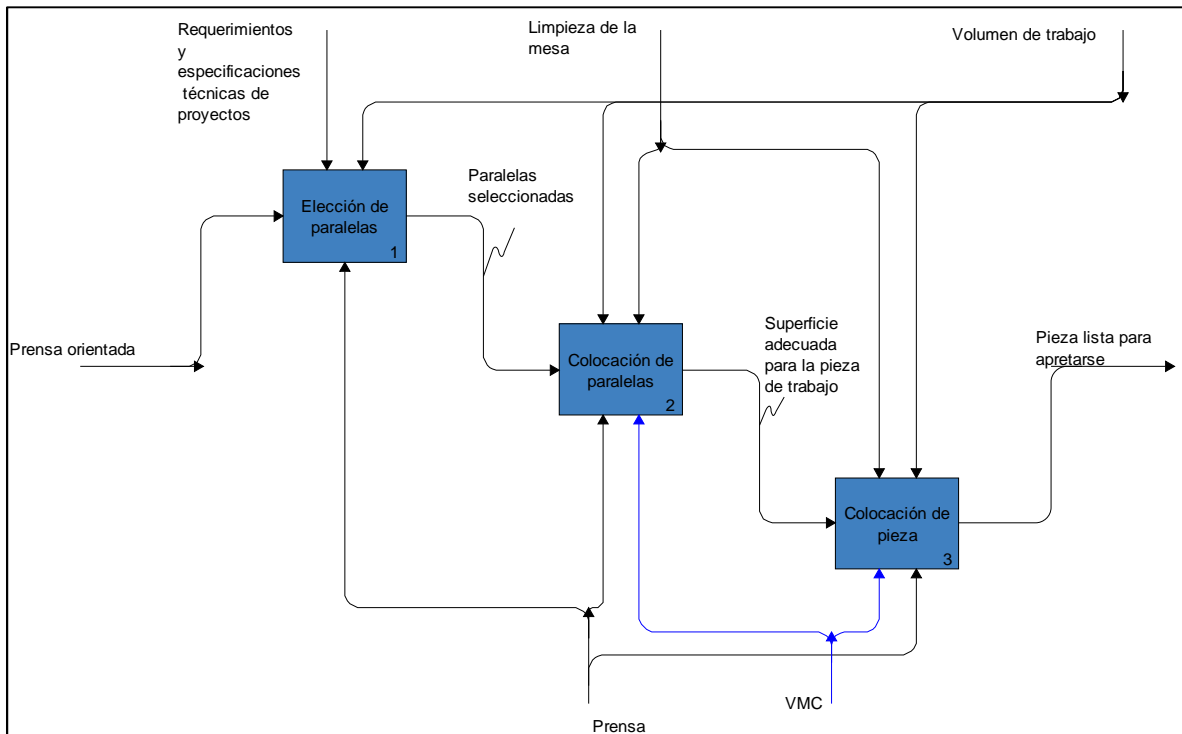 Requerimientos
y
especificaciones
técnicas de
proyectos
Limpieza de la
mesa
Volumen de trabajo
Elección de
paralelas
1
Paralelas
seleccionadas
Prensa orientada
Colocación de
paralelas
2
Superficie
adecuada
para la pieza
de trabajo
Pieza lista para
apretarse
Colocación de
pieza
3
VMC
Prensa